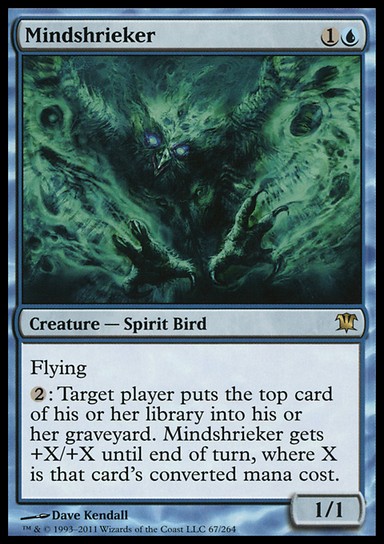 Mindshrieker 1
Creature — Spirit Bird
Flying
2: Target player puts the top card
of his or her library into his or
her graveyard. Mindshrieker gets
+X/+X until end of turn, where X
is that card's converted mana cost.
Dave Kendall
1/1
™ & © 1993–2011 Wizards of the Coast LLC 67/264